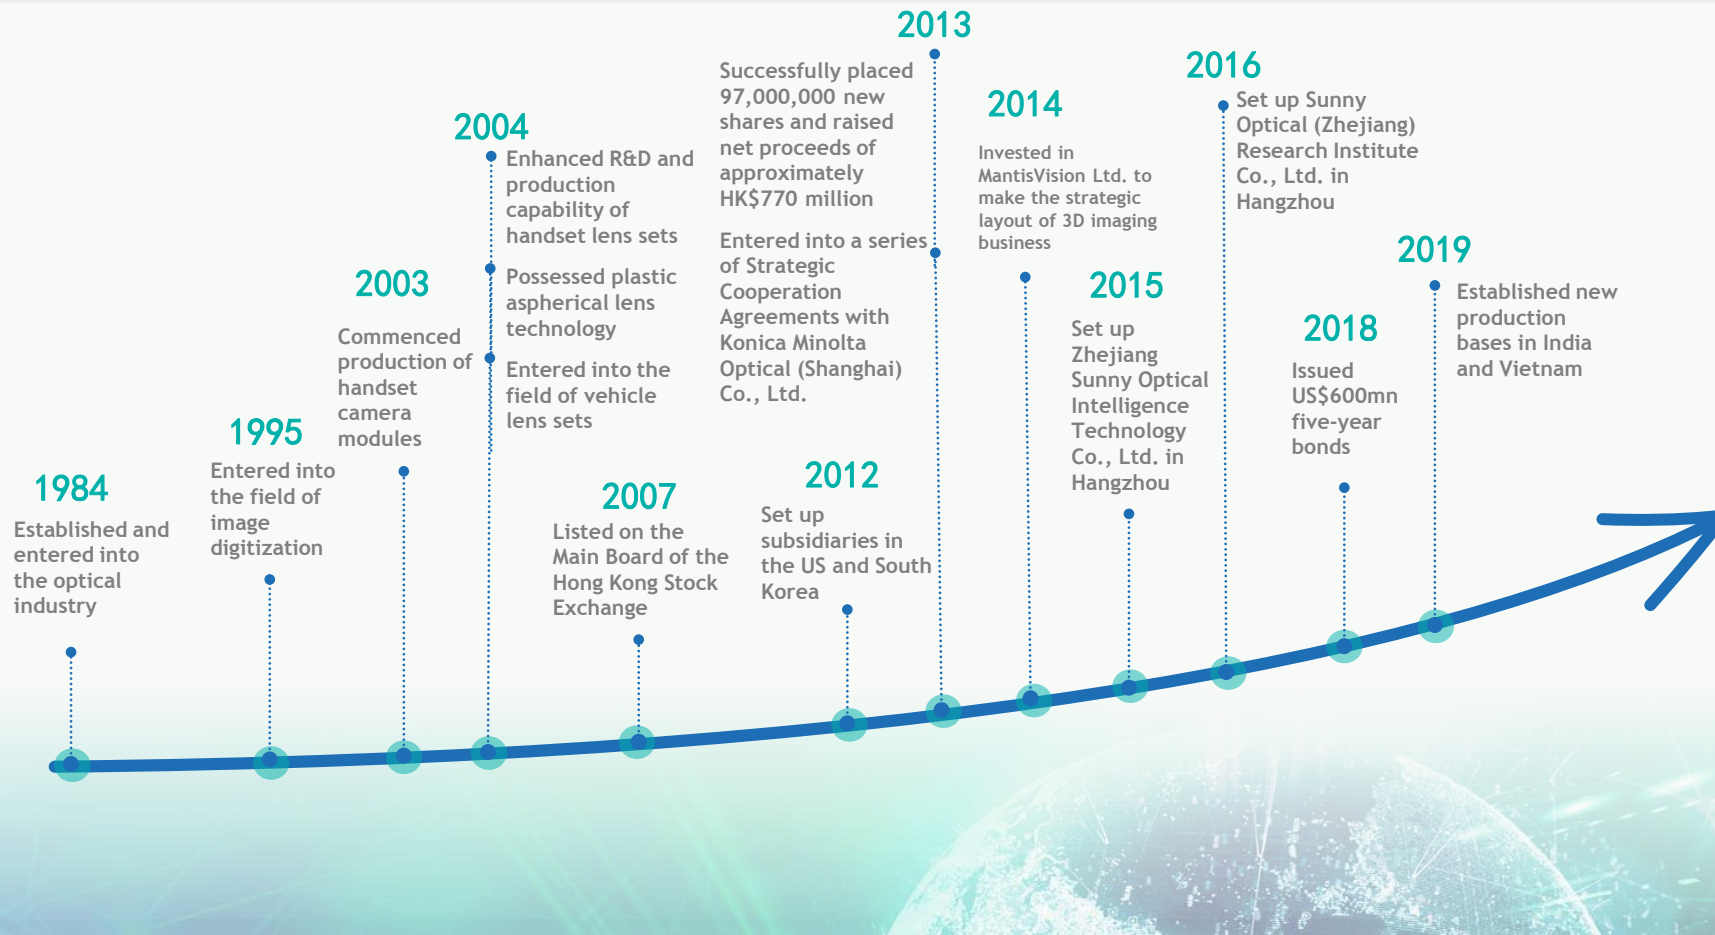 1984
Established and
entered into
the optical
industry
1995
Entered into
the field of
image
digitization
2003
Commenced
production of
handset
camera
modules
2004
Enhanced R&D and
production
capability of
handset lens sets
Possessed plastic
aspherical lens
technology
Entered into the
field of vehicle
lens sets
2007
Listed on the
Main Board of the
Hong Kong Stock
Exchange
2012
Set up
subsidiaries in
the US and South
Korea
2013
Successfully placed
97,000,000 new
shares and raised
net proceeds of
approximately
HK$770 million
Entered into a series
of Strategic
Cooperation
Agreements with
Konica Minolta
Optical (Shanghai)
Co., Ltd.
2014
Invested in
MantisVision Ltd. to
make the strategic
layout of 3D imaging
business
2015
Set up
Zhejiang
Sunny Optical
Intelligence
Technology
Co., Ltd. in
Hangzhou
2016
Set up Sunny
Optical (Zhejiang)
Research Institute
Co., Ltd. in
Hangzhou
2018
Issued
US$600mn
five-year
bonds
2019
Established new
production
bases in India
and Vietnam